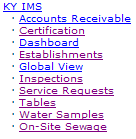 KY IMS
Accounts Receivable
Certification
Dashboard
Establishments
Global View
Inspections
Service Requests
Tables
Water Samples
On-Site Sewage